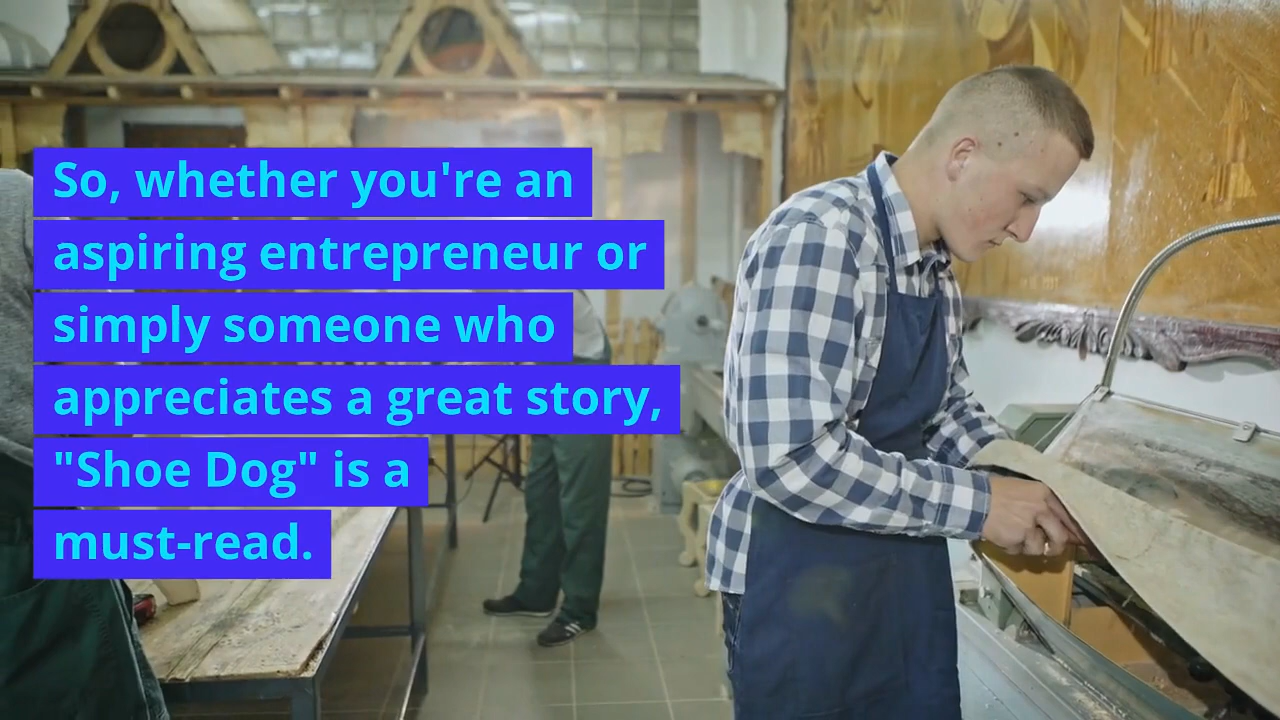 So, whether you're an
aspiring entrepreneur or
simply someone who
appreciates a great story,
"Shoe Dog" is a
must-read.